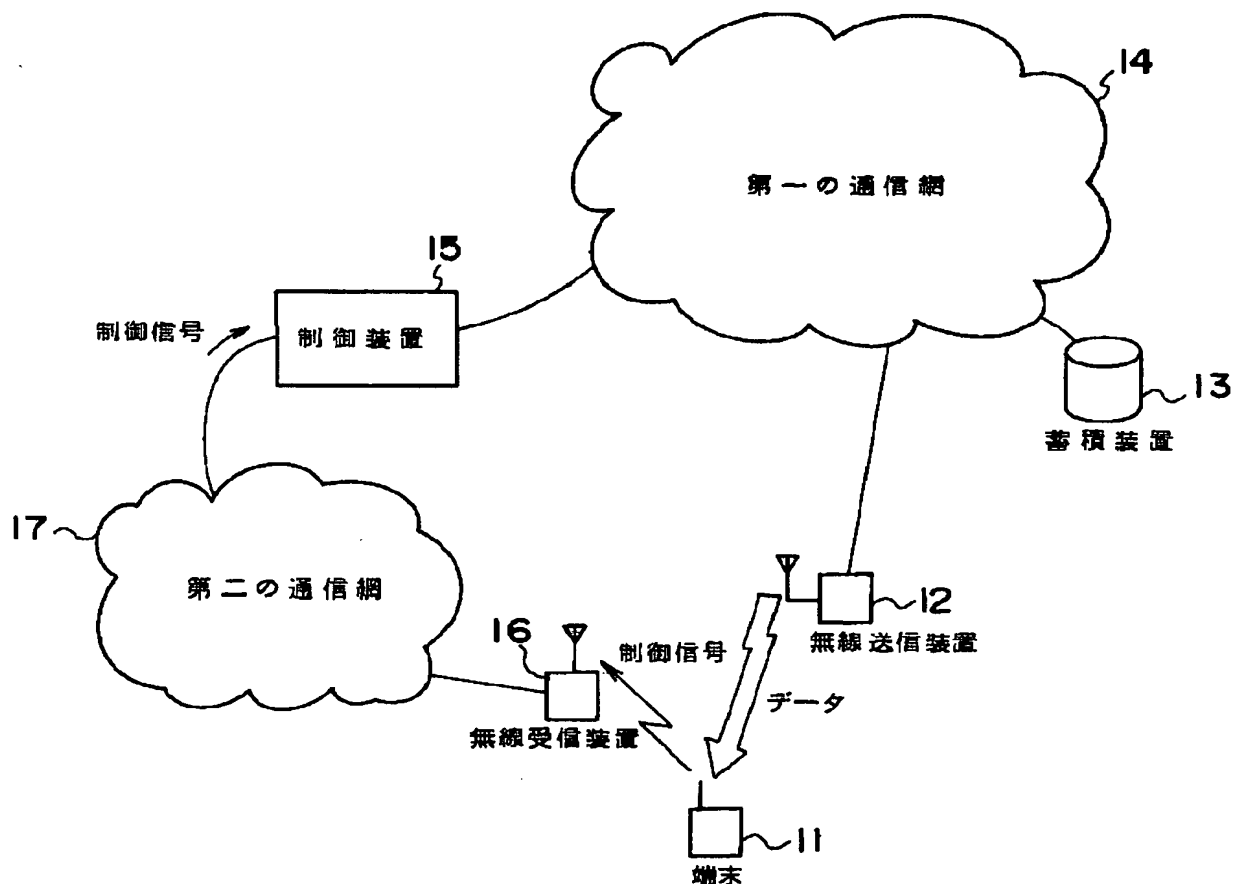 14
第一の通信網
15
制御信号
制御装置
13
蓄積装置
17
第二の通信網
12
無線送信装置
16
制御信号
データ
無線受信装置
11
端末